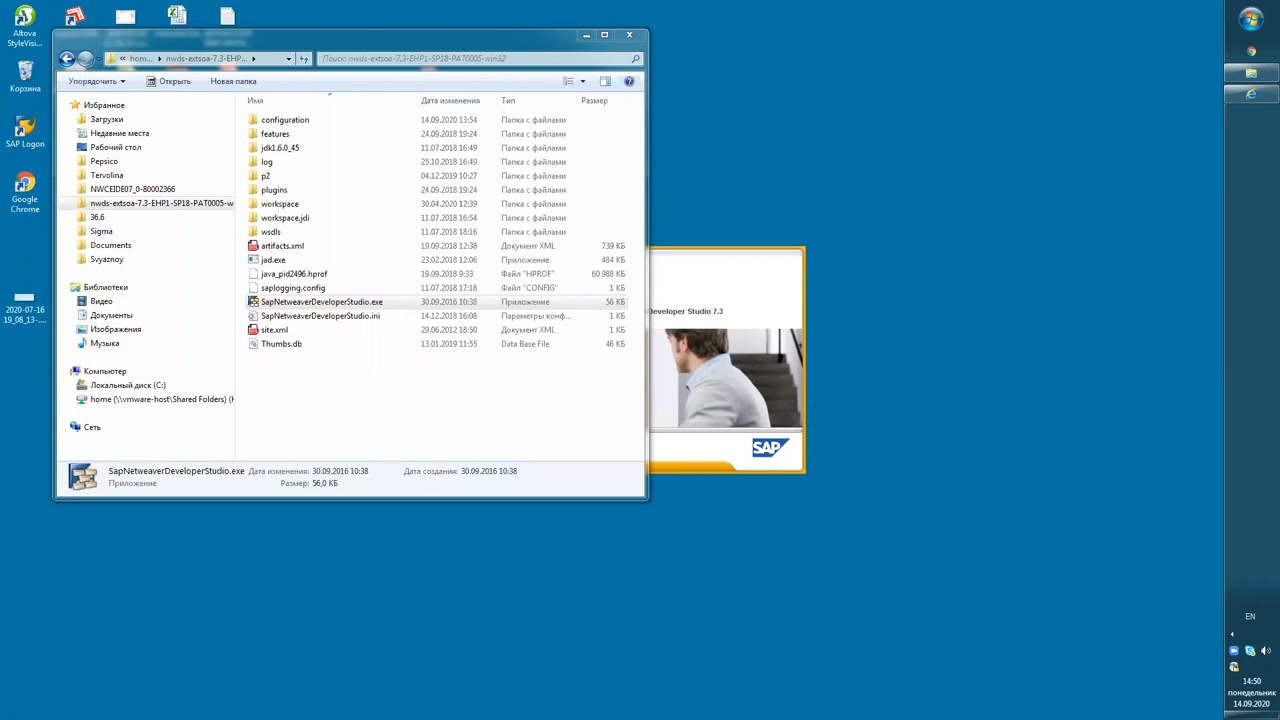 Altova
StyleVisi...
Корзина
SAP Logon
Google
Chrome
2020-07-16
19_08_13-...
« hom... ▸ nwds-extsoa-7.3-EHP... ▸
Поиск: nwds-extsoa-7.3-EHP1-SP18-PAT0005-win32
Упорядочить Открыть Новая папка
Имя Дата изменения Тип Размер
Избранное
Загрузки
Недавние места
Рабочий стол
Pepsico
Tervolina
NWCEIDE07_0-80002366
nwds-extsoa-7.3-EHP1-SP18-PAT0005-w
36.6
Sigma
Documents
Svyaznoy
Библиотеки
Видео
Документы
Изображения
Музыка
Компьютер
Локальный диск (C:)
home (\\vmware-host\Shared Folders) (H
Сеть
configuration 14.09.2020 13:54 Папка с файлами
features 24.09.2018 19:24 Папка с файлами
jdk1.6.0_45 11.07.2018 16:49 Папка с файлами
log 25.10.2018 16:49 Папка с файлами
p2 04.12.2019 10:27 Папка с файлами
plugins 24.09.2018 19:24 Папка с файлами
workspace 30.04.2020 12:39 Папка с файлами
workspace.jdi 11.07.2018 16:54 Папка с файлами
wsdls 11.07.2018 18:16 Папка с файлами
artifacts.xml 19.09.2018 12:38 Документ XML 739 КБ
jad.exe 23.02.2018 12:06 Приложение 484 КБ
java_pid2496.hprof 19.09.2018 9:33 Файл "HPROF" 60 988 КБ
saplogging.config 11.07.2018 17:18 Файл "CONFIG" 1 КБ
SapNetweaverDeveloperStudio.exe 30.09.2016 10:38 Приложение 56 КБ
SapNetweaverDeveloperStudio.ini 14.12.2018 16:08 Параметры конф... 1 КБ
site.xml 29.06.2012 18:50 Документ XML 1 КБ
Thumbs.db 13.01.2019 11:55 Data Base File 46 КБ
SapNetweaverDeveloperStudio.exe Дата изменения: 30.09.2016 10:38 Дата создания: 30.09.2016 10:38
Приложение Размер: 56,0 КБ
Developer Studio 7.3
SAP
EN
14:50
понедельник
14.09.2020